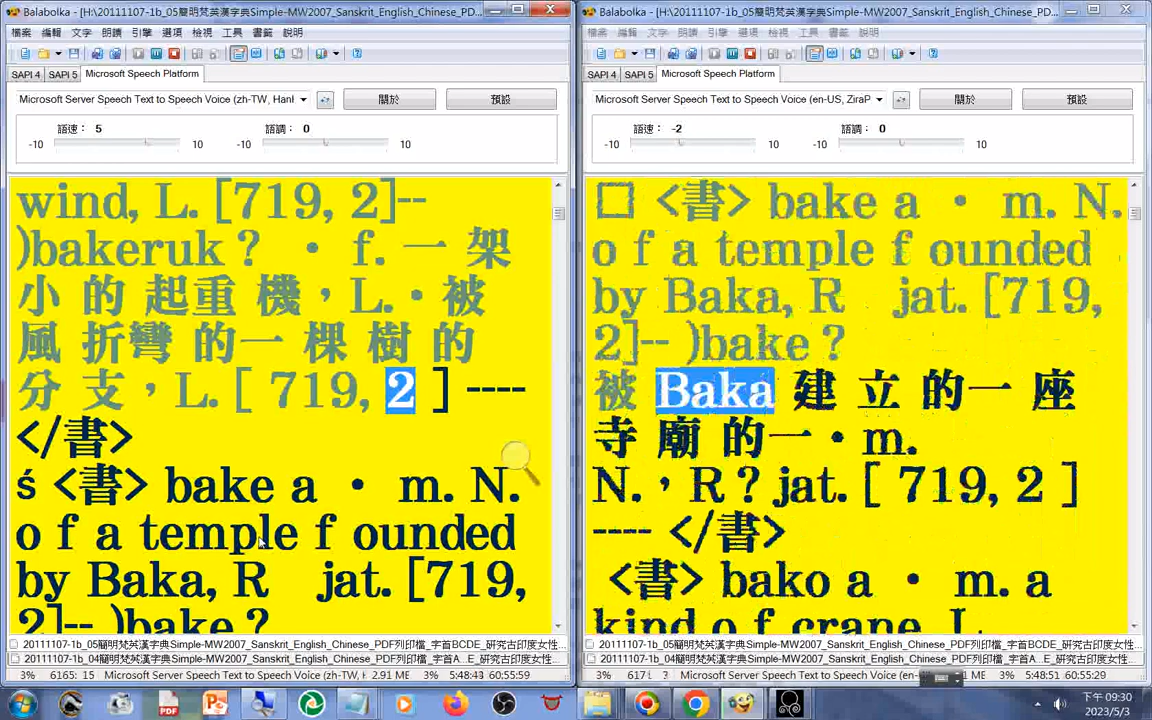 Balabolka - [H:\20111107-1b_05簡明梵英漢字典Simple-MW2007_Sanskrit_English_Chinese_PD...
檔案 編輯 文字 朗讀 引擎 選項 檢視 工具 書籤 說明
SAPI 4 SAPI 5 Microsoft Speech Platform
Microsoft Server Speech Text to Speech Voice (zh-TW, HanI 關於 預設
語速： 5 語調： 0
-10 10 -10 10
wind, L. [719, 2]--
)bakeruk？ • f. 一 架
小 的 起重 機，L.•被
風 折彎 的一 棵 樹 的
分 支，L. [ 719, 2 ] ----
</書>
ś <書> bake a • m. N.
o f a temple f ounded
by Baka, R jat. [719,
2]-- )bake？
20111107-1b_05簡明梵英漢字典Simple-MW2007_Sanskrit_English_Chinese_PDF列印檔_字首BCDE_研究古印度女性...
20111107-1b_04簡明梵英漢字典Simple-MW2007_Sanskrit_English_Chinese_PDF列印檔_字首A...E_研究古印度女性...
3% 6165: 15 Microsoft Server Speech Text to Speech Voice (zh-TW, 2.91 MB 3% 5:48:43 60:55:59
Balabolka - [H:\20111107-1b_05簡明梵英漢字典Simple-MW2007_Sanskrit_English_Chinese_PD...
檔案 編輯 文字 朗讀 引擎 選項 檢視 工具 書籤 說明
SAPI 4 SAPI 5 Microsoft Speech Platform
Microsoft Server Speech Text to Speech Voice (en-US, ZiraP 關於 預設
語速： -2 語調： 0
-10 10 -10 10
□ <書> bake a • m. N.
o f a temple f ounded
by Baka, R jat. [719,
2]-- )bake？
被 Baka 建 立 的一 座
寺 廟 的一•m.
N.，R？jat. [ 719, 2 ]
---- </書>
<書> bako a • m. a
kind o f crane, L
20111107-1b_05簡明梵英漢字典Simple-MW2007_Sanskrit_English_Chinese_PDF列印檔_字首BCDE_研究古印度女性...
20111107-1b_04簡明梵英漢字典Simple-MW2007_Sanskrit_English_Chinese_PDF列印檔_字首A...E_研究古印度女性...
3% 617 Microsoft Server Speech Text to Speech Voice 3% 5:48:44 60:55:29
下午 09:30
2023/5/3